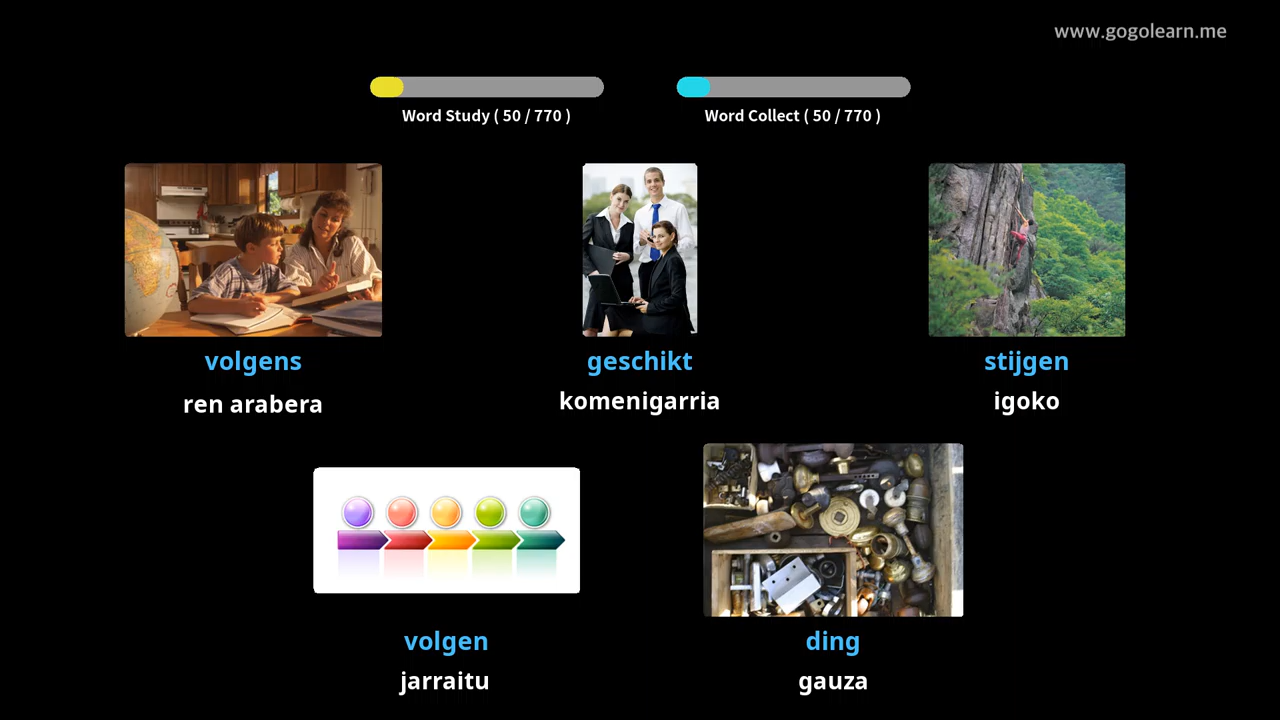 www.gogolearn.me
Word Study ( 50 / 770 )
Word Collect ( 50 / 770 )
volgens
ren arabera
geschikt
komenigarria
stijgen
igoko
volgen
jarraitu
ding
gauza